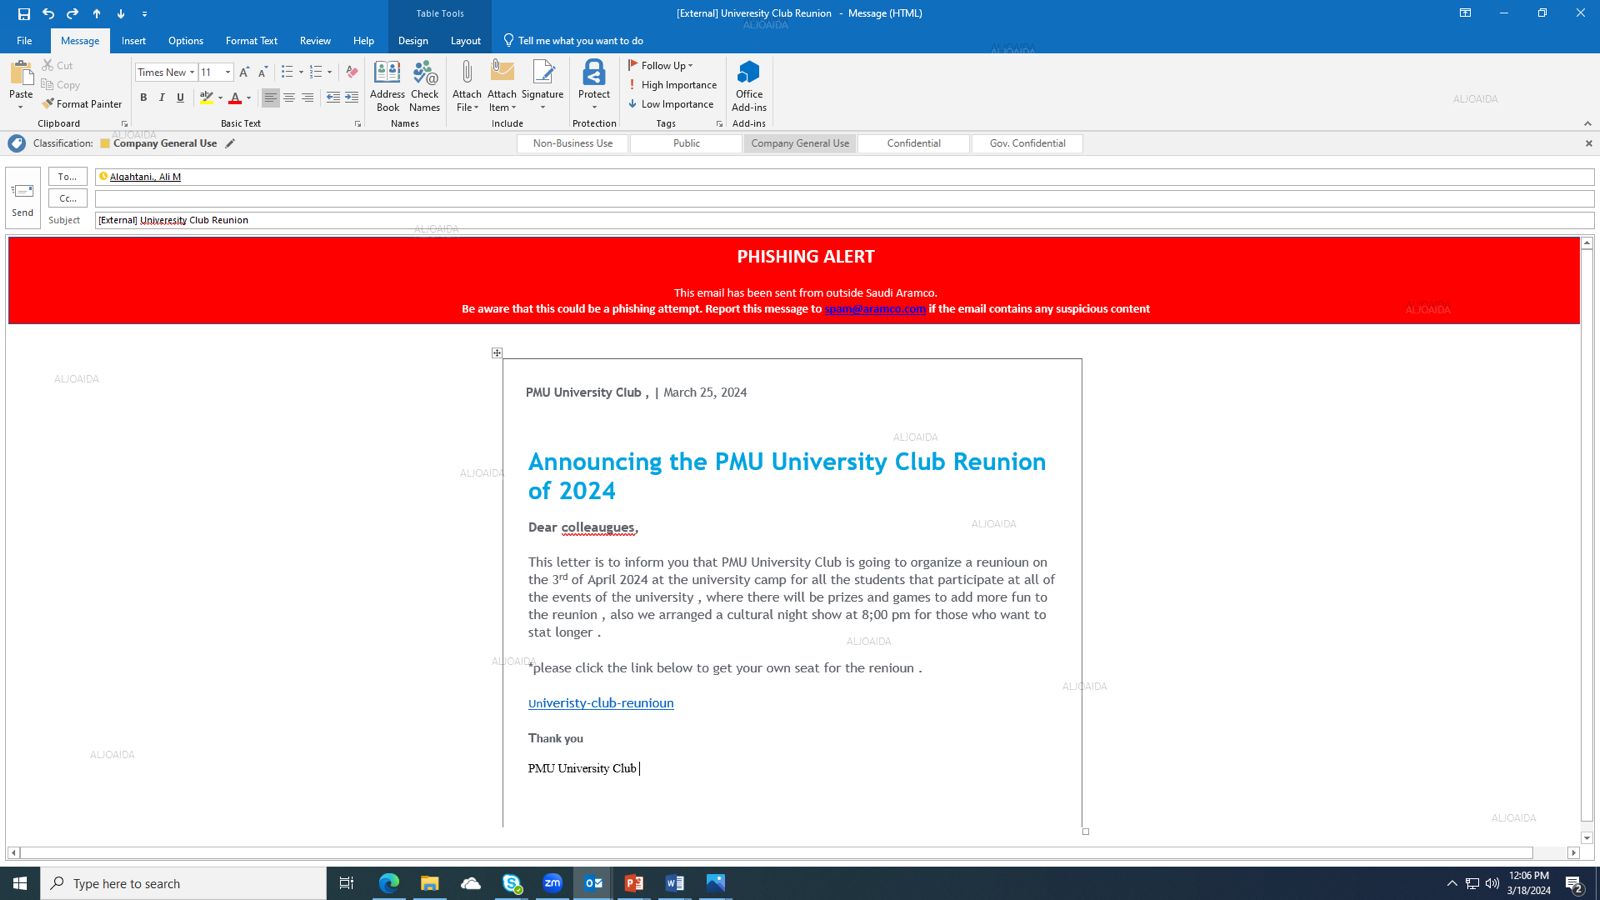 Table Tools
[External] Univeresity Club Reunion - Message (HTML)
ALJOAIDA
File Message Insert Options Format Text Review Help Design Layout Tell me what you want to do
ALJOAIDA
Paste
Cut
Copy
Format Painter
Clipboard
Times New 11
B I U
Basic Text
Address Book
Check Names
Names
Attach File
Attach Item
Signature
Include
Protect
Protection
Follow Up
High Importance
Low Importance
Tags
Office Add-ins
Add-ins
ALJOAIDA
ALJOAIDA
Classification: Company General Use
Non-Business Use Public Company General Use Confidential Gov. Confidential
Send
To... Alqahtani., Ali M
Cc...
Subject [External] Univeresity Club Reunion
ALJOAIDA
PHISHING ALERT
This email has been sent from outside Saudi Aramco.
Be aware that this could be a phishing attempt. Report this message to spam@aramco.com if the email contains any suspicious content
ALJOAIDA
ALJOAIDA
PMU University Club , | March 25, 2024
ALJOAIDA
Announcing the PMU University Club Reunion
of 2024
ALJOAIDA
Dear colleaugues,
ALJOAIDA
This letter is to inform you that PMU University Club is going to organize a reunioun on
the 3rd of April 2024 at the university camp for all the students that participate at all of
the events of the university , where there will be prizes and games to add more fun to
the reunion , also we arranged a cultural night show at 8;00 pm for those who want to
stat longer .
ALJOAIDA
ALJOAIDA
*please click the link below to get your own seat for the renioun .
ALJOAIDA
Univeristy-club-reunioun
Thank you
ALJOAIDA
PMU University Club
ALJOAIDA
Type here to search
12:06 PM
3/18/2024
2